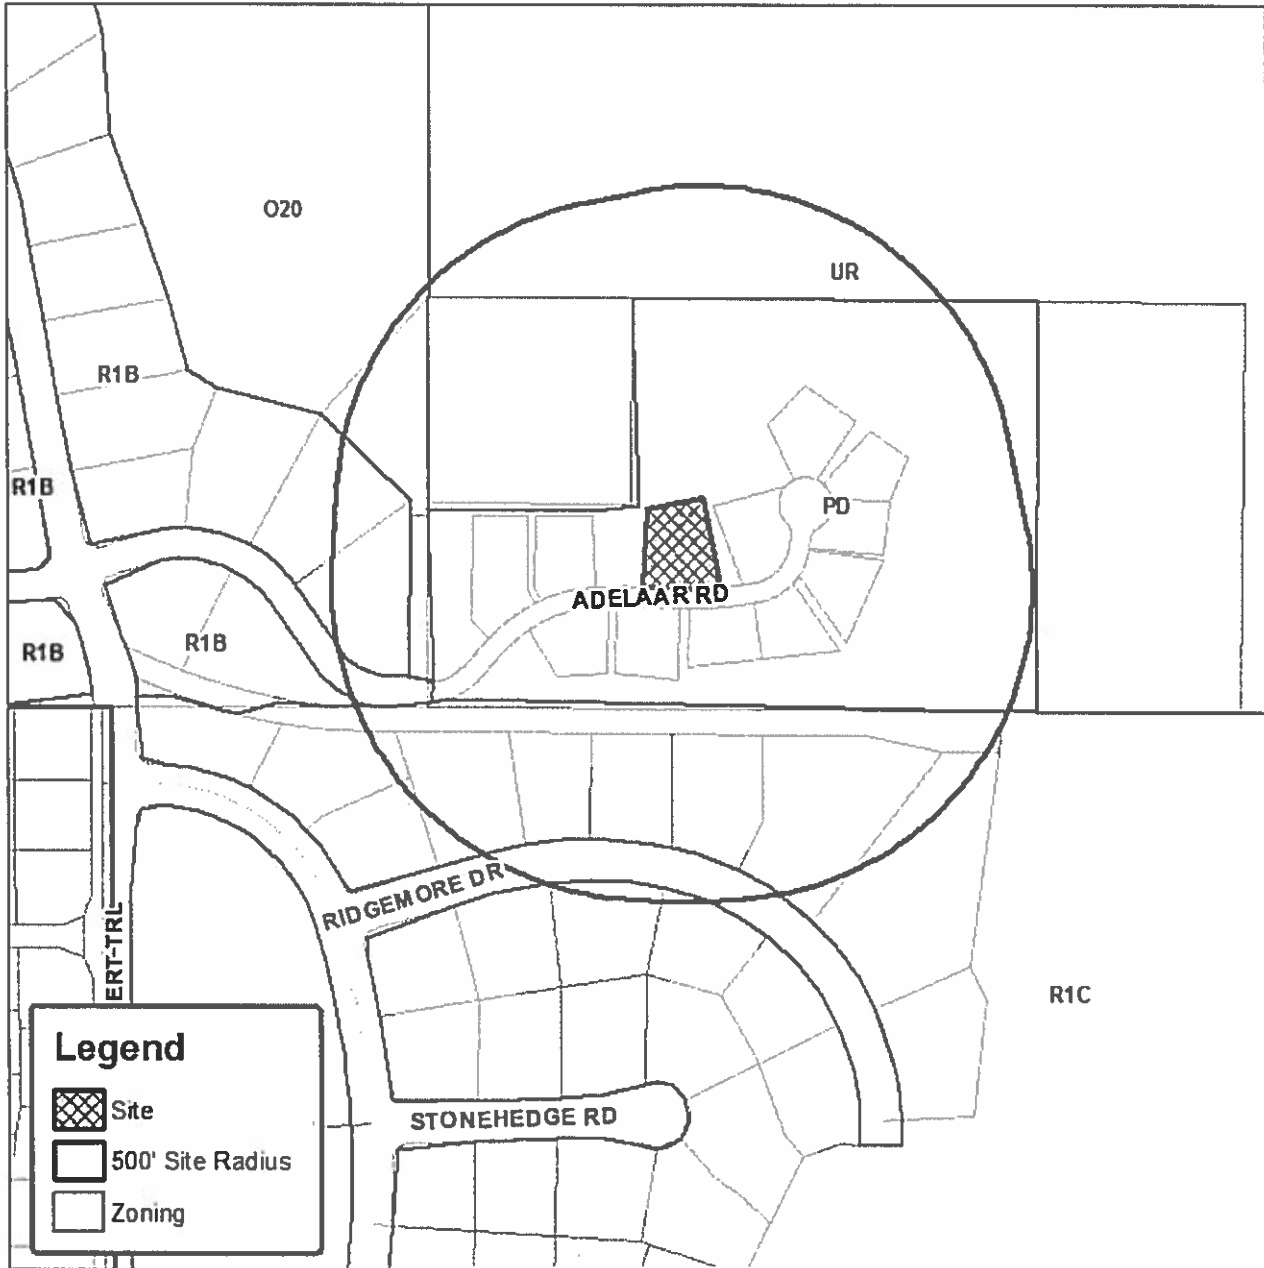 O20
UR
R1B
R1B
PD
ADELAAR RD
R1B
R1B
RIDGEMORE DR
ERT-TRL
R1C
STONEHEDGE RD
Legend
Site
500' Site Radius
Zoning